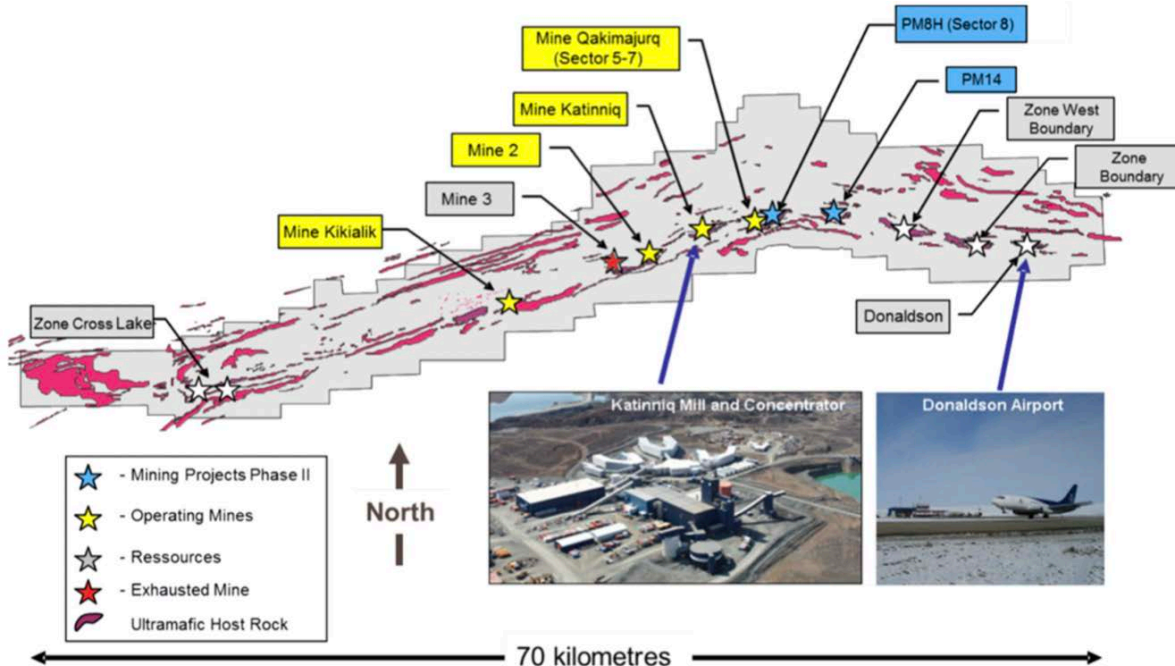 PM8H (Sector 8)
Mine Qakimajurq
(Sector 5-7)
PM14
Mine Katinniq
Zone West
Boundary
Mine 2
Zone
Boundary
Mine 3
Mine Kikialik
Zone Cross Lake
Donaldson
Katinniq Mill and Concentrator
Donaldson Airport
- Mining Projects Phase II
- Operating Mines
- Ressources
- Exhausted Mine
Ultramafic Host Rock
North
70 kilometres